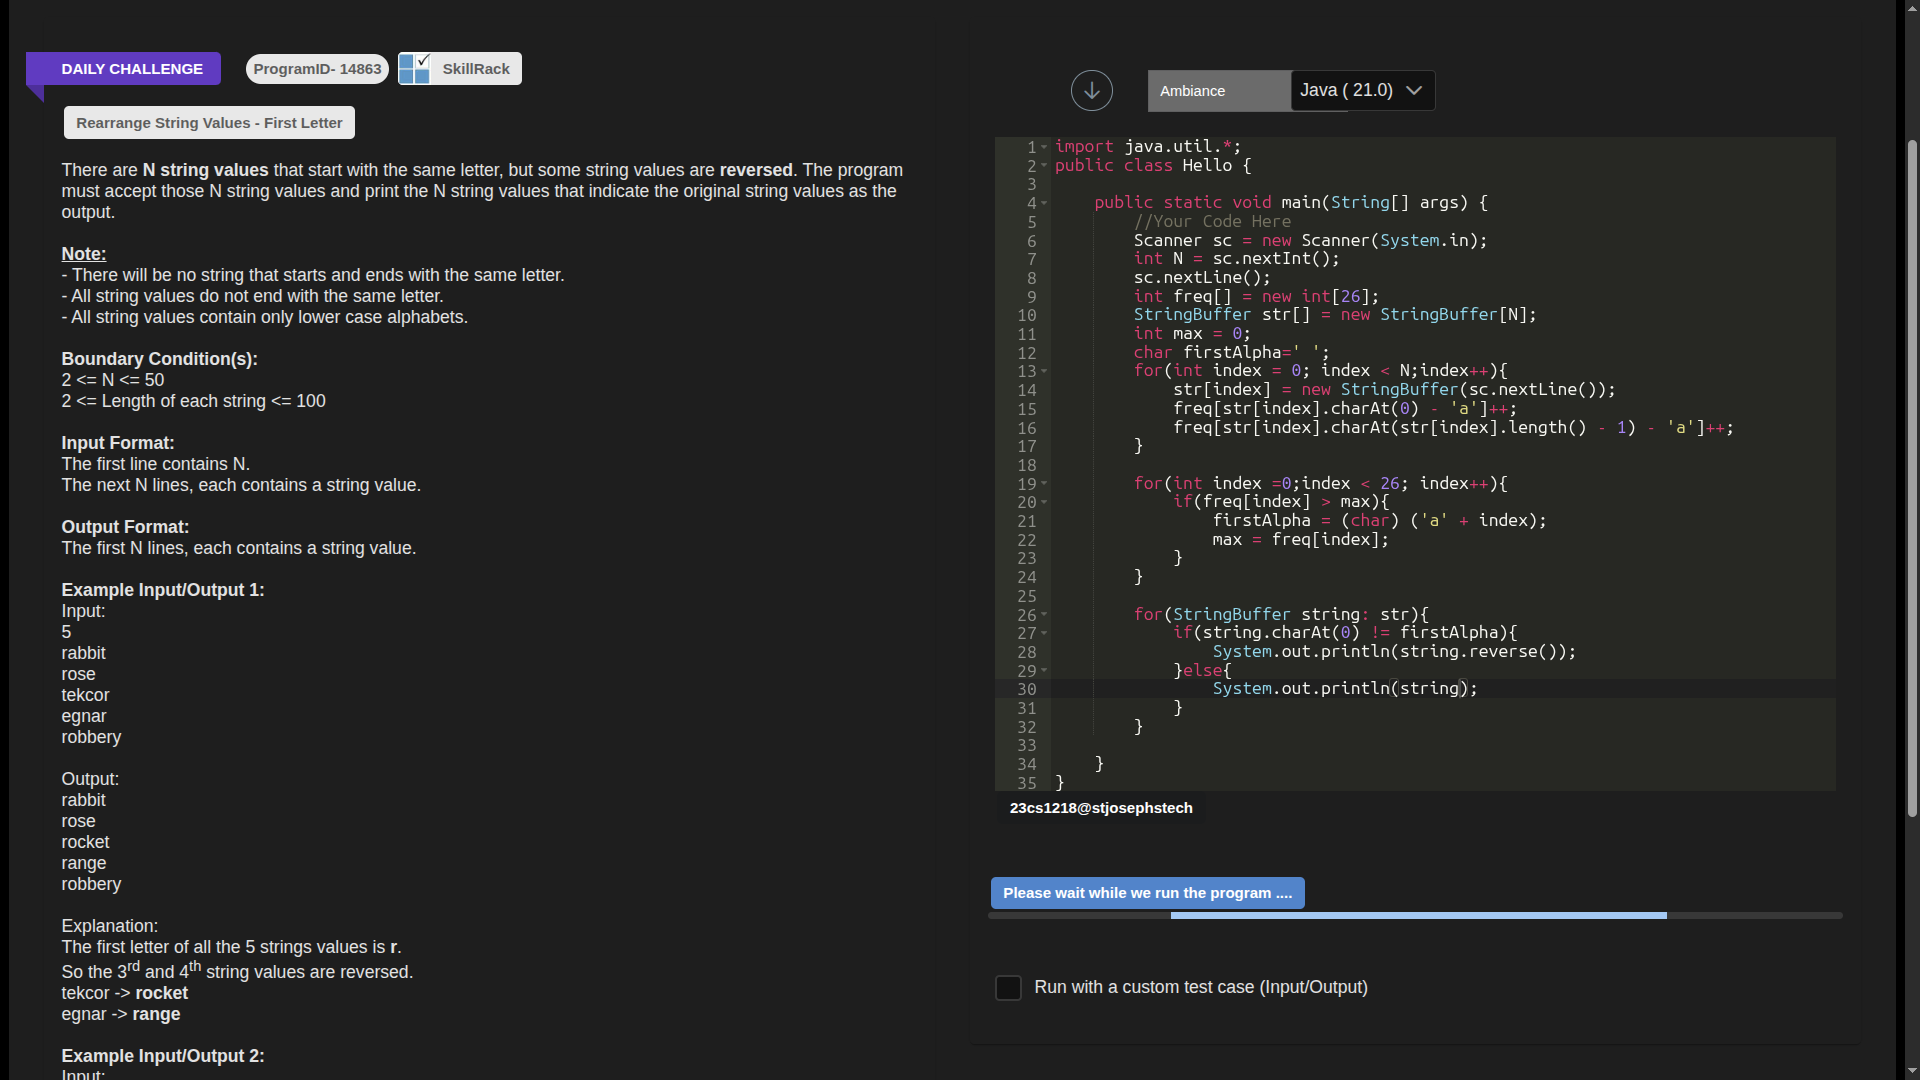 DAILY CHALLENGE
ProgramID- 14863
SkillRack
Rearrange String Values - First Letter
There are N string values that start with the same letter, but some string values are reversed. The program
must accept those N string values and print the N string values that indicate the original string values as the
output.
Note:
- There will be no string that starts and ends with the same letter.
- All string values do not end with the same letter.
- All string values contain only lower case alphabets.
Boundary Condition(s):
2 <= N <= 50
2 <= Length of each string <= 100
Input Format:
The first line contains N.
The next N lines, each contains a string value.
Output Format:
The first N lines, each contains a string value.
Example Input/Output 1:
Input:
5
rabbit
rose
tekcor
egnar
robbery
Output:
rabbit
rose
rocket
range
robbery
Explanation:
The first letter of all the 5 strings values is r.
So the 3rd and 4th string values are reversed.
tekcor -> rocket
egnar -> range
Example Input/Output 2:
Input:
Ambiance
Java ( 21.0)
1 import java.util.*;
2 public class Hello {
3
4     public static void main(String[] args) {
5         //Your Code Here
6         Scanner sc = new Scanner(System.in);
7         int N = sc.nextInt();
8         sc.nextLine();
9         int freq[] = new int[26];
10         StringBuffer str[] = new StringBuffer[N];
11         int max = 0;
12         char firstAlpha=' ';
13         for(int index = 0; index < N;index++){
14             str[index] = new StringBuffer(sc.nextLine());
15             freq[str[index].charAt(0) - 'a']++;
16             freq[str[index].charAt(str[index].length() - 1) - 'a']++;
17         }
18
19         for(int index =0;index < 26; index++){
20             if(freq[index] > max){
21                 firstAlpha = (char) ('a' + index);
22                 max = freq[index];
23             }
24         }
25
26         for(StringBuffer string: str){
27             if(string.charAt(0) != firstAlpha){
28                 System.out.println(string.reverse());
29             }else{
30                 System.out.println(string);
31             }
32         }
33
34     }
35 }
23cs1218@stjosephstech
Please wait while we run the program ....
Run with a custom test case (Input/Output)